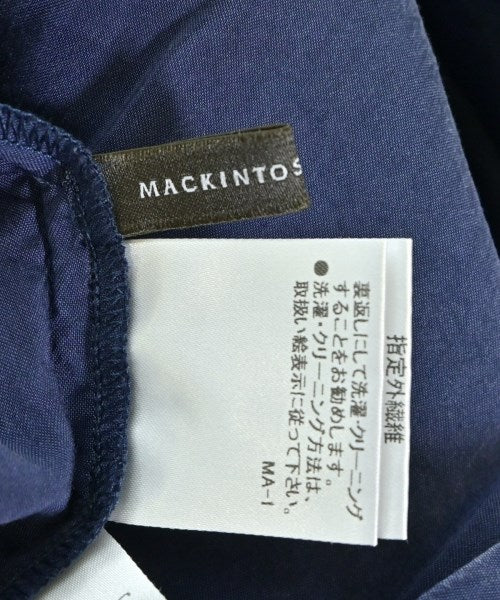 MACKINTOS
指定外繊維
裏返しにして洗濯・クリーニング
することをお勧めします。
●洗濯・クリーニング方法は、
取扱い絵表示に従って下さい。
MA-1